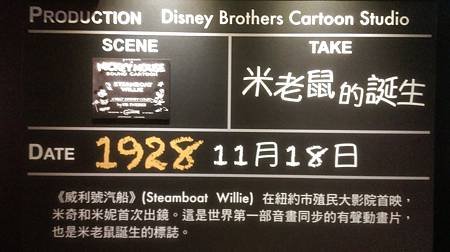 PRODUCTION Disney Brothers Cartoon Studio
SCENE
TAKE
MICKEY MOUSE
SOUND CARTOON
STEAMBOAT
WILLIE
米老鼠的誕生
DATE 1928 11月18日
《威利號汽船》(Steamboat Willie) 在紐約市殖民大影院首映，
米奇和米妮首次出鏡。這是世界第一部音畫同步的有聲動畫片，
也是米老鼠誕生的標誌。